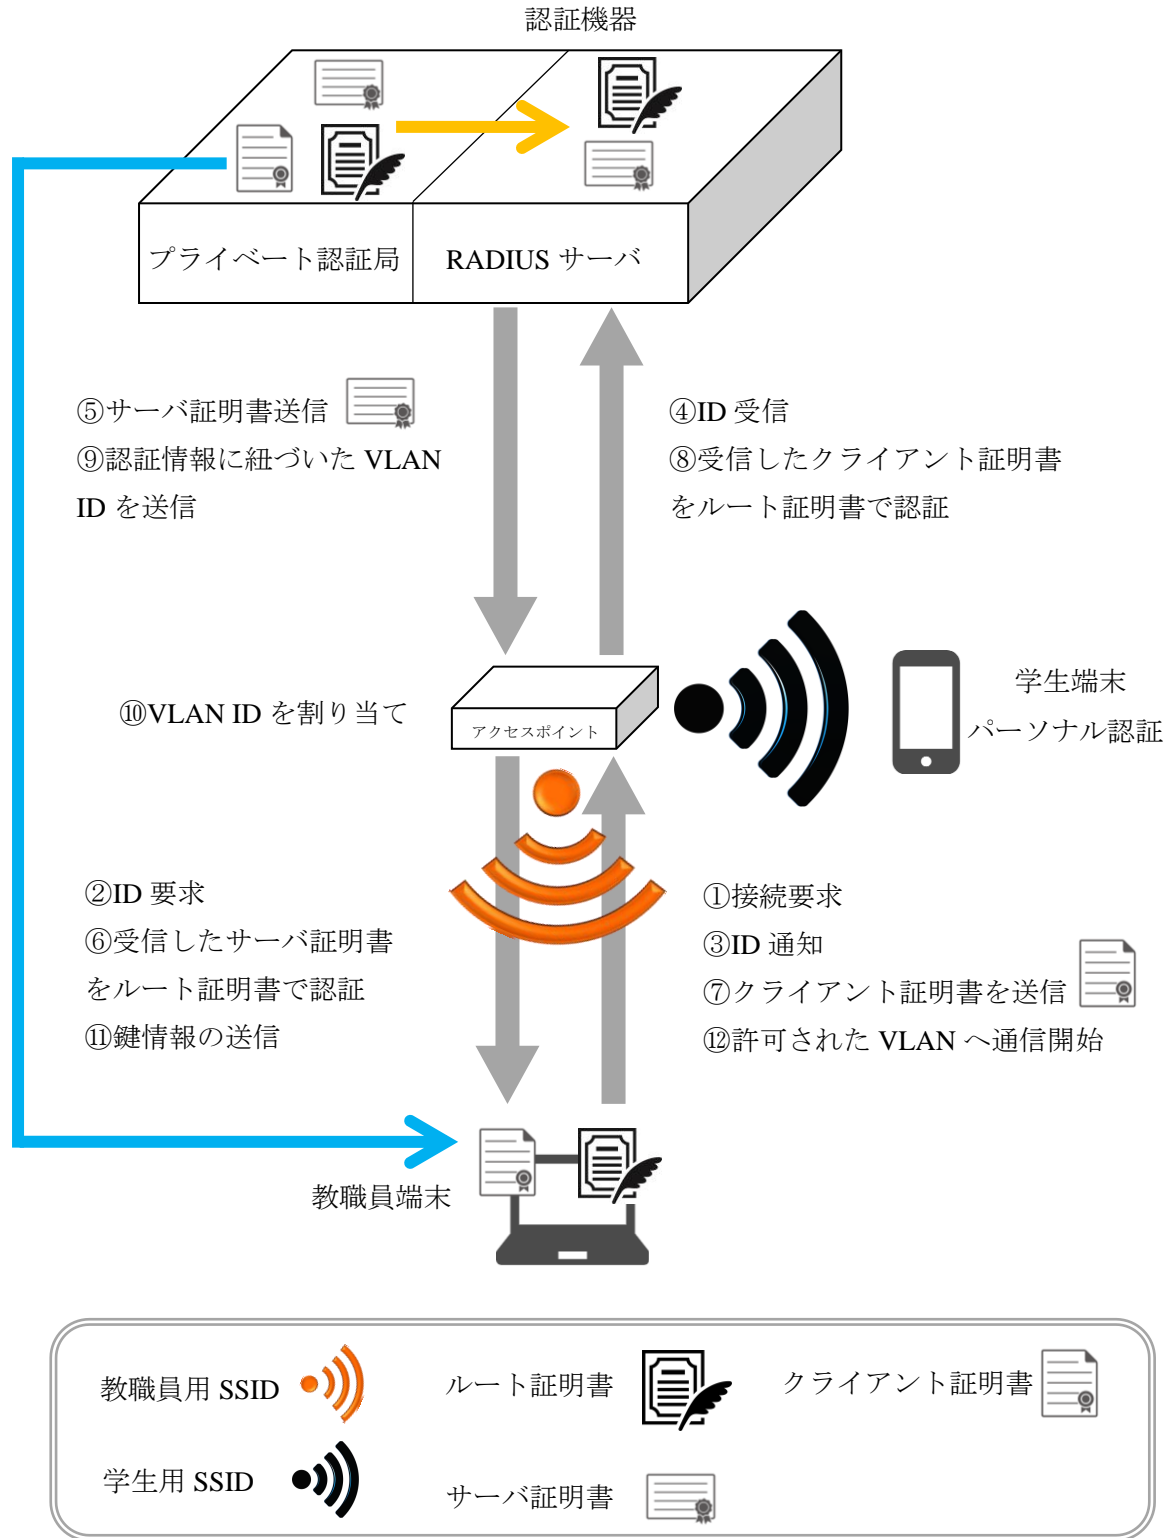 認証機器
プライベート認証局
RADIUS サーバ
⑤サーバ証明書送信
⑨認証情報に紐づいた VLAN
ID を送信
④ID 受信
⑧受信したクライアント証明書
をルート証明書で認証
⑩VLAN ID を割り当て
アクセスポイント
学生端末
パーソナル認証
②ID 要求
⑥受信したサーバ証明書
をルート証明書で認証
⑪鍵情報の送信
①接続要求
③ID 通知
⑦クライアント証明書を送信
⑫許可された VLAN へ通信開始
教職員端末
教職員用 SSID
ルート証明書
クライアント証明書
学生用 SSID
サーバ証明書